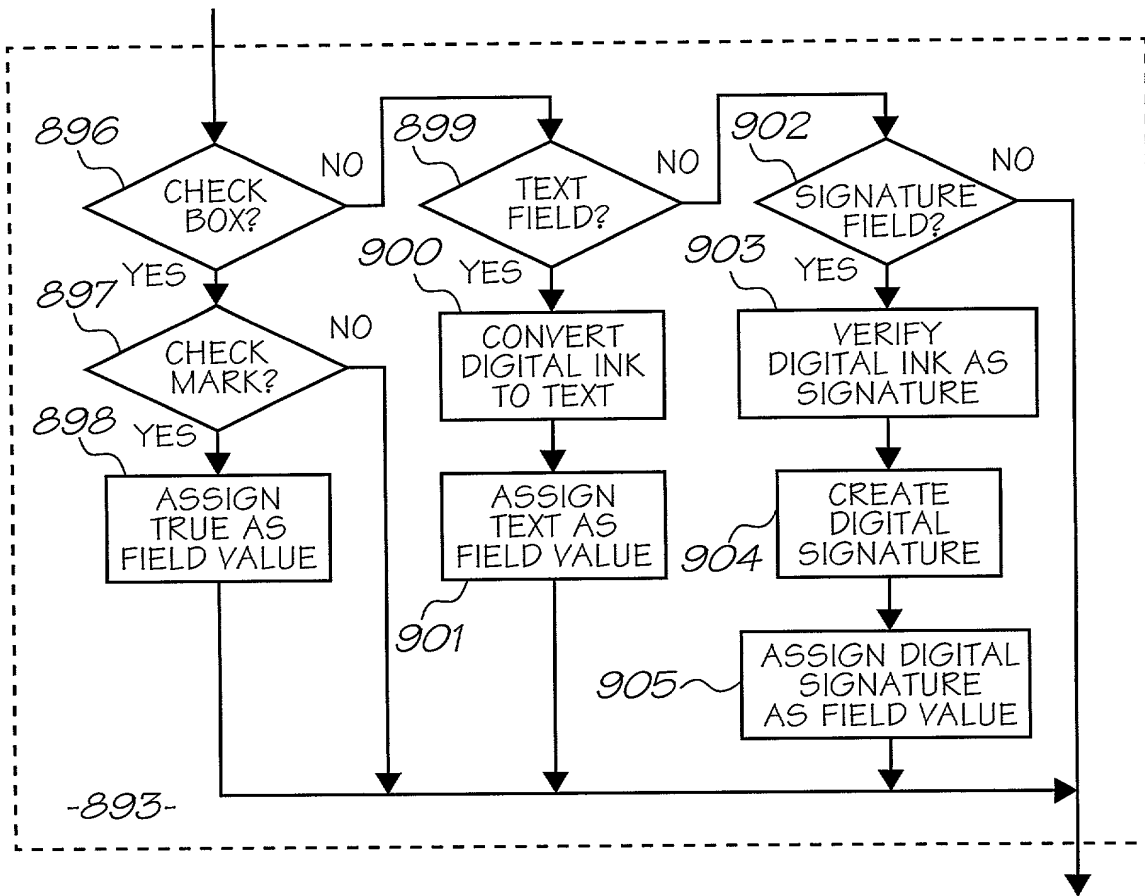 896
CHECK
BOX?
NO
YES
897
CHECK
MARK?
NO
YES
898
ASSIGN
TRUE AS
FIELD VALUE
899
TEXT
FIELD?
NO
YES
900
CONVERT
DIGITAL INK
TO TEXT
ASSIGN
TEXT AS
FIELD VALUE
901
902
SIGNATURE
FIELD?
NO
YES
903
VERIFY
DIGITAL INK AS
SIGNATURE
CREATE
DIGITAL
SIGNATURE
904
ASSIGN DIGITAL
SIGNATURE
AS FIELD VALUE
905
-893-